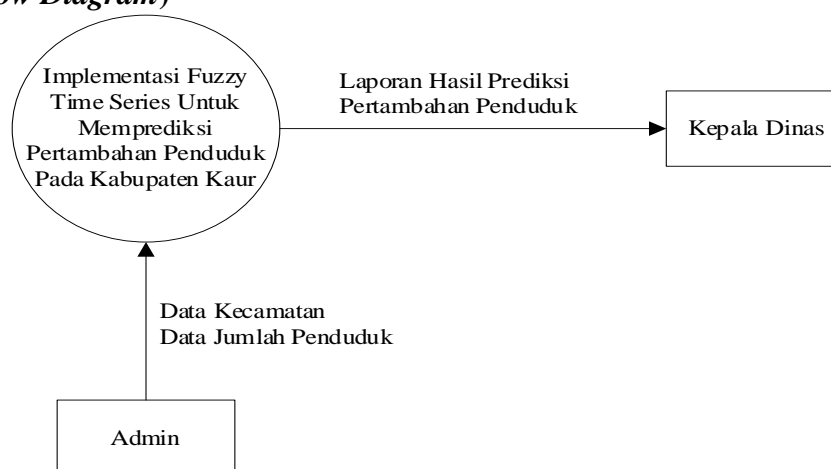 ow Diagram)
Implementasi Fuzzy
Time Series Untuk
Memprediksi
Pertambahan Penduduk
Pada Kabupaten Kaur
Laporan Hasil Prediksi
Pertambahan Penduduk
Kepala Dinas
Data Kecamatan
Data Jumlah Penduduk
Admin